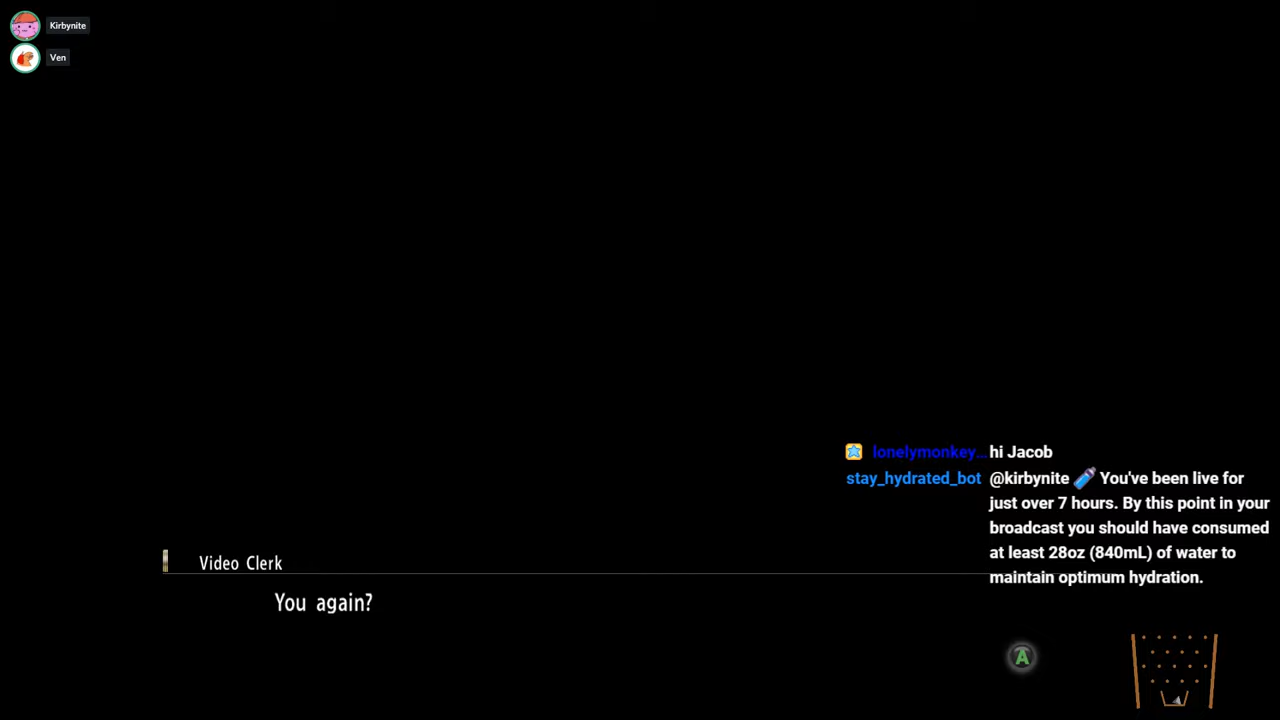 Kirbynite
Ven
lonelymonkey... hi Jacob
stay_hydrated_bot @kirbynite You've been live for
just over 7 hours. By this point in your
broadcast you should have consumed
at least 28oz (840mL) of water to
maintain optimum hydration.
Video Clerk
You again?
A